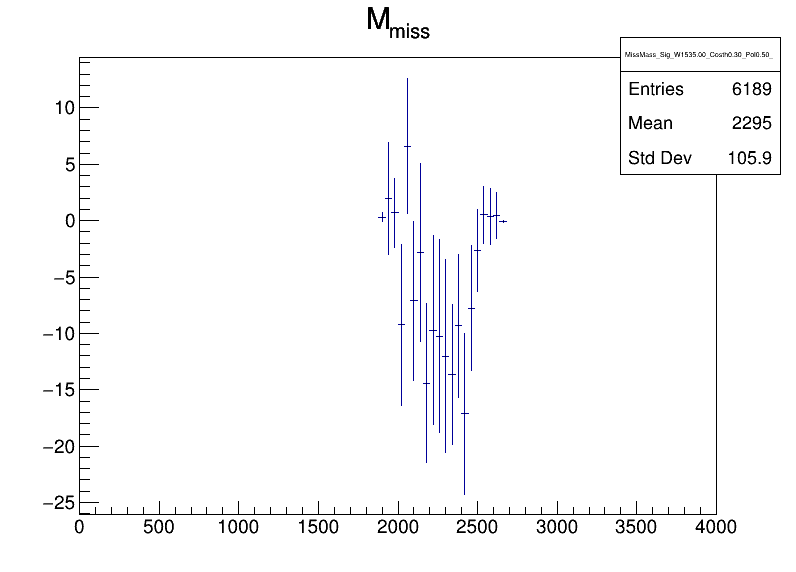 M_miss
MissMass_Sig_W1535.00_Costh0.30_Pol0.50_
Entries 6189
Mean 2295
Std Dev 105.9
10
5
0
−5
−10
−15
−20
−25
0 500 1000 1500 2000 2500 3000 3500 4000